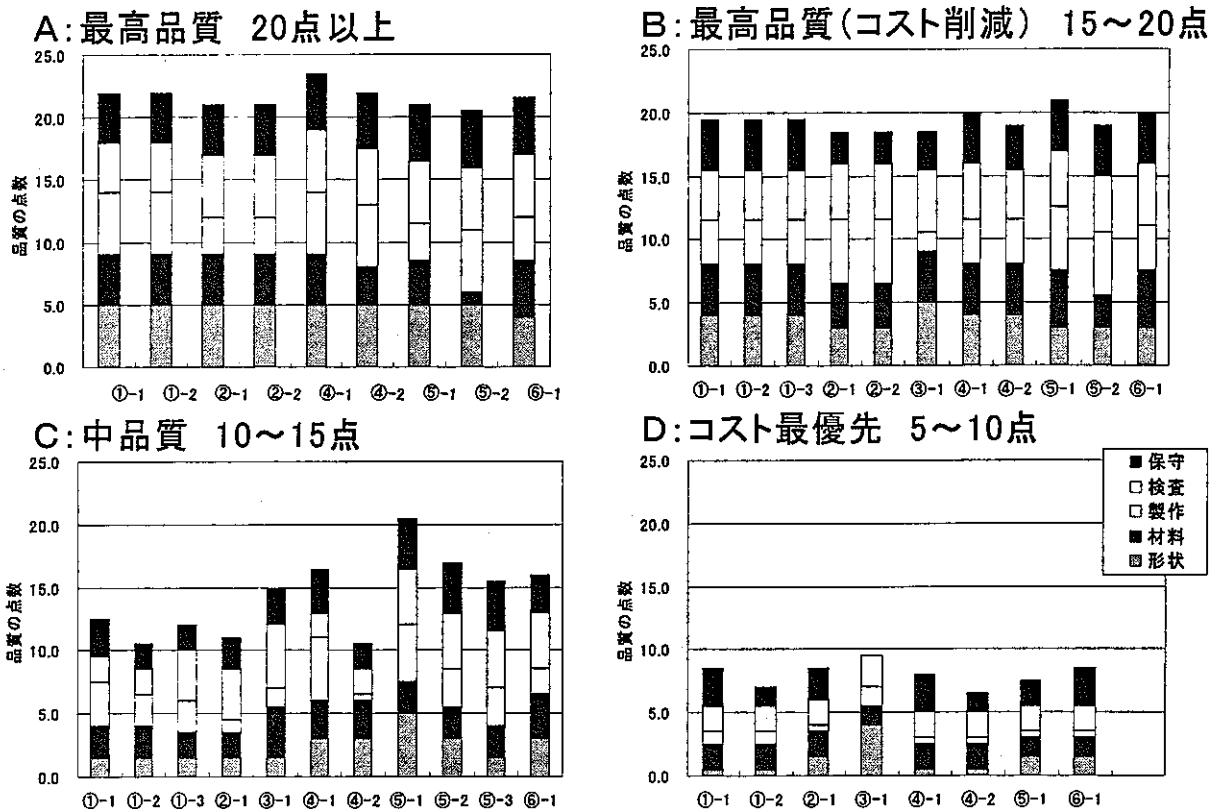 A:最高品質 20点以上
25.0
20.0
15.0
10.0
5.0
0.0
品質の点数
①-1 ①-2 ②-1 ②-2 ④-1 ④-2 ⑤-1 ⑤-2 ⑥-1
B:最高品質(コスト削減) 15~20点
25.0
20.0
15.0
10.0
5.0
0.0
品質の点数
①-1 ①-2 ①-3 ②-1 ②-2 ③-1 ④-1 ④-2 ⑤-1 ⑤-2 ⑥-1
C:中品質 10~15点
25.0
20.0
15.0
10.0
5.0
0.0
品質の点数
①-1 ①-2 ①-3 ②-1 ③-1 ④-1 ④-2 ⑤-1 ⑤-2 ⑤-3 ⑥-1
D:コスト最優先 5~10点
25.0
20.0
15.0
10.0
5.0
0.0
品質の点数
保守
検査
製作
材料
形状
①-1 ①-2 ②-1 ③-1 ④-1 ④-2 ⑤-1 ⑥-1